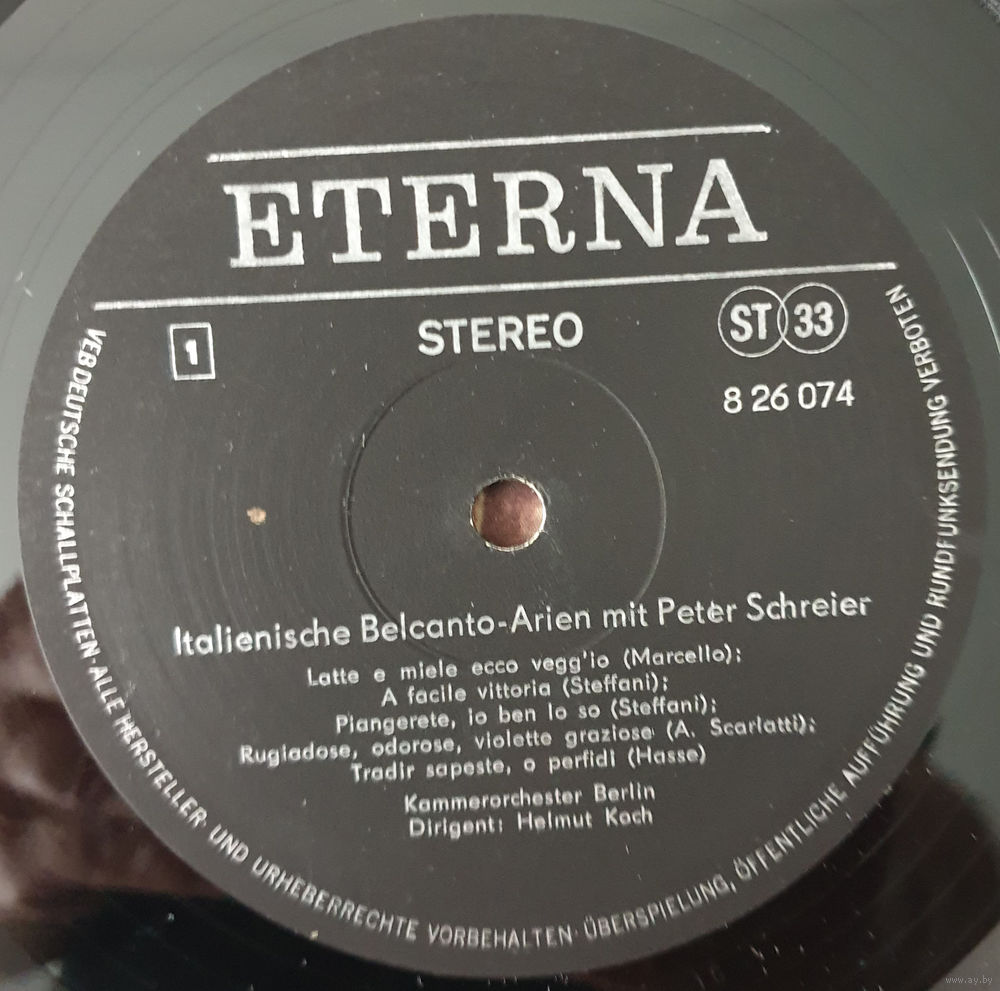 ETERNA
1
STEREO
ST 33
8 26 074
Italienische Belcanto-Arien mit Peter Schreier
Latte e miele ecco vegg'io (Marcello);
A facile vittoria (Steffani);
Piangerete, io ben lo so (Steffani);
Rugiadose, odorose, violette graziose (A. Scarlatti);
Tradir sapeste, o perfidi (Hasse)
Kammerorchester Berlin
Dirigent: Helmut Koch
VEB DEUTSCHE SCHALLPLATTEN · ALLE HERSTELLER- UND URHEBERRECHTE VORBEHALTEN · ÜBERSPIELUNG, ÖFFENTLICHE AUFFÜHRUNG UND RUNDFUNKSENDUNG VERBOTEN
www.ay.by